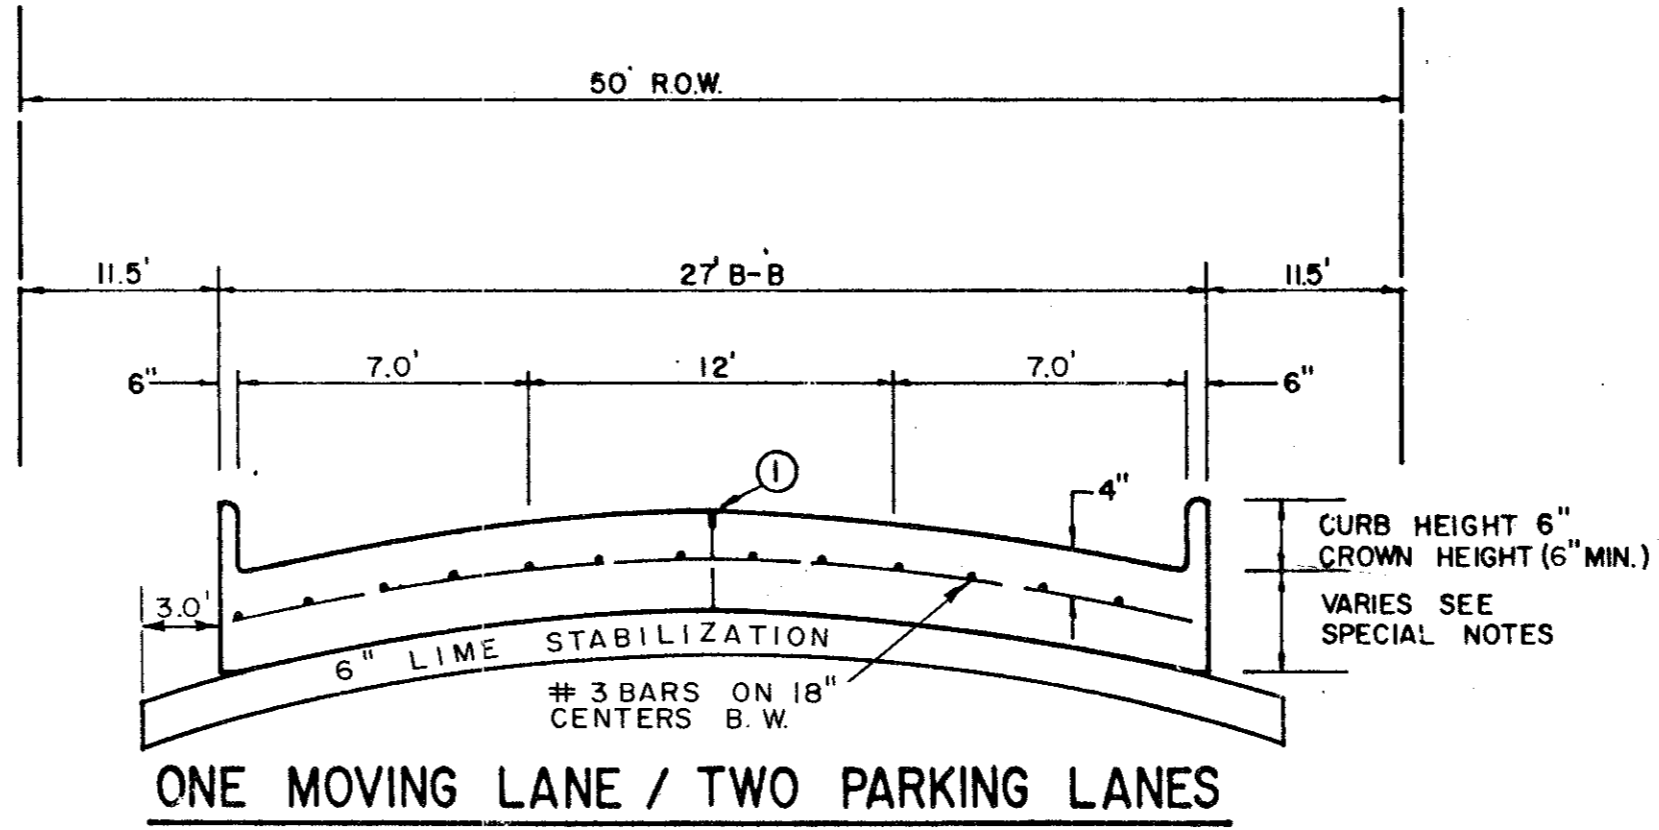 50' R.O.W.
11.5'
27' B-B
11.5'
6"
7.0'
12'
7.0'
6"
1
4"
CURB HEIGHT 6"
CROWN HEIGHT (6" MIN.)
3.0'
VARIES SEE
SPECIAL NOTES
6" LIME STABILIZATION
# 3 BARS ON 18"
CENTERS B. W.
ONE MOVING LANE / TWO PARKING LANES